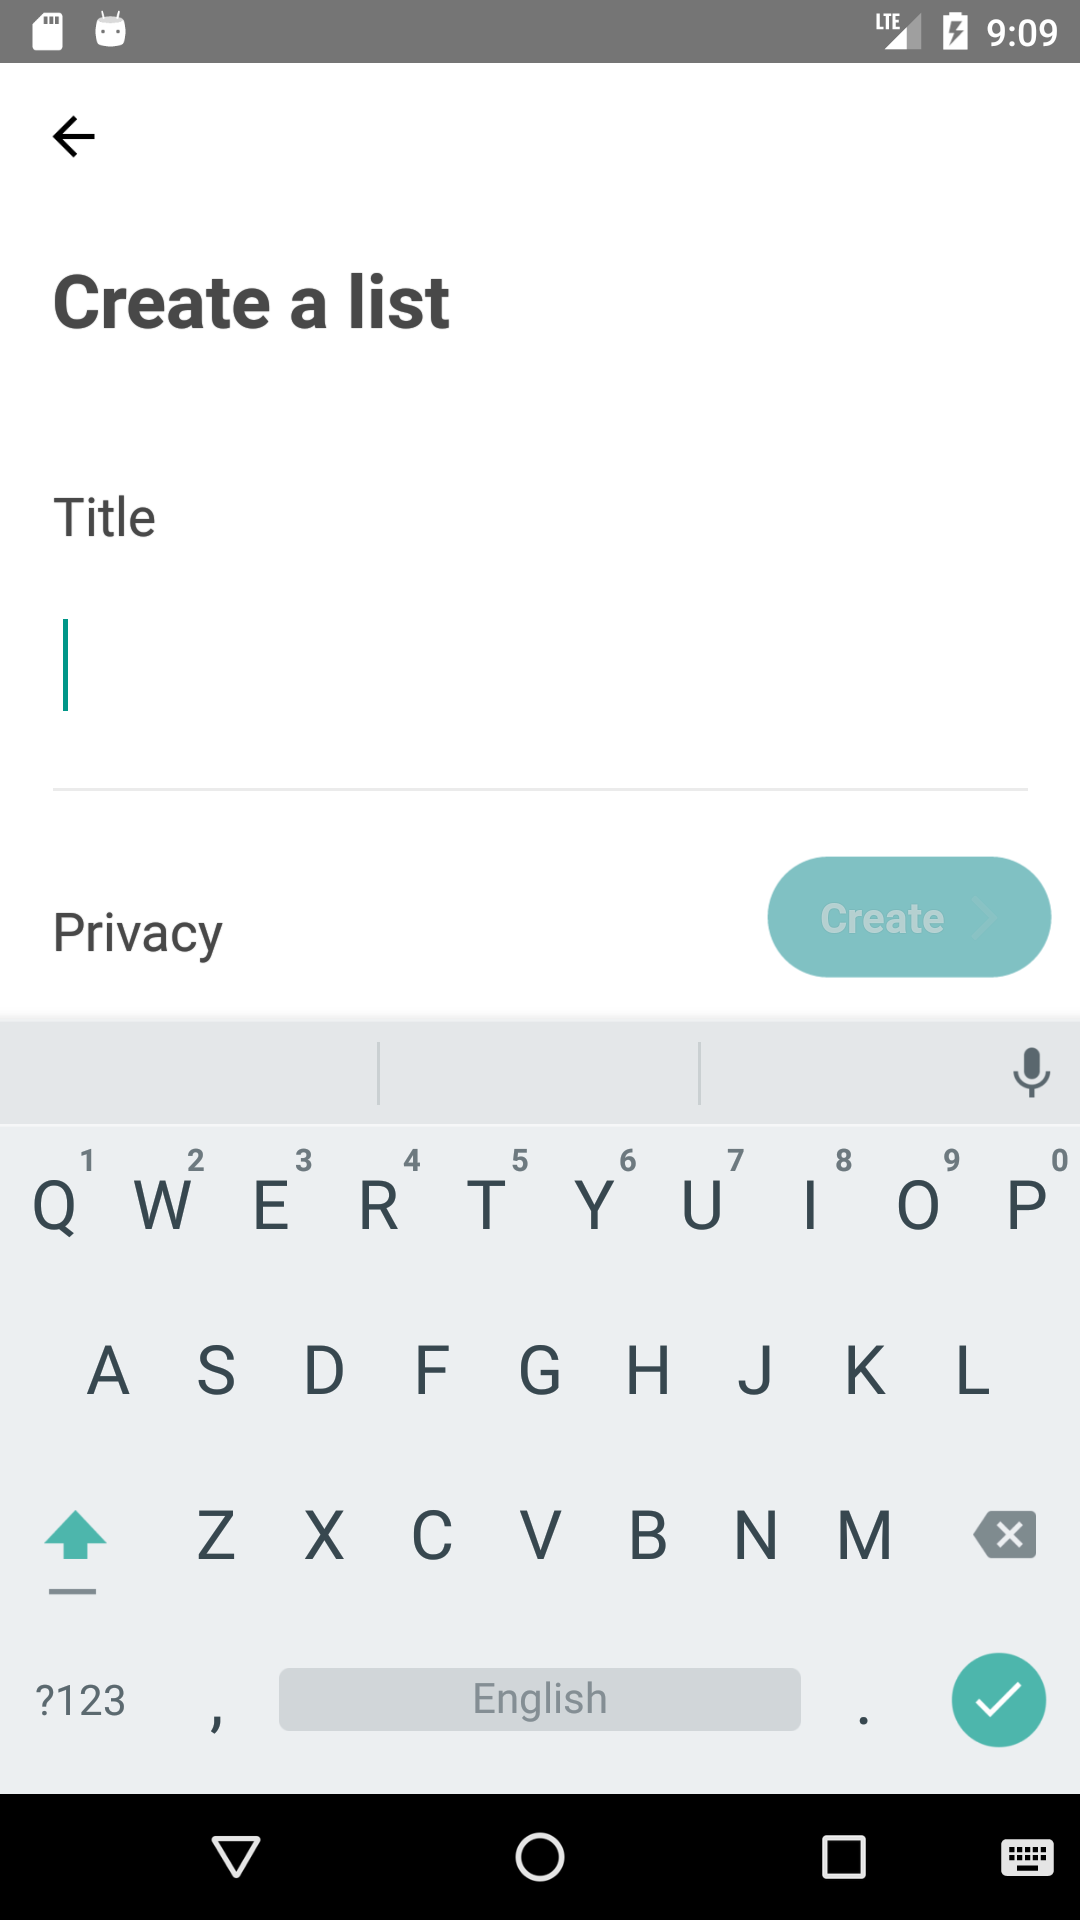 LTE 9:09
Create a list
Title
Privacy
Create
1 2 3 4 5 6 7 8 9 0
Q W E R T Y U I O P
A S D F G H J K L
Z X C V B N M
?123 , English .